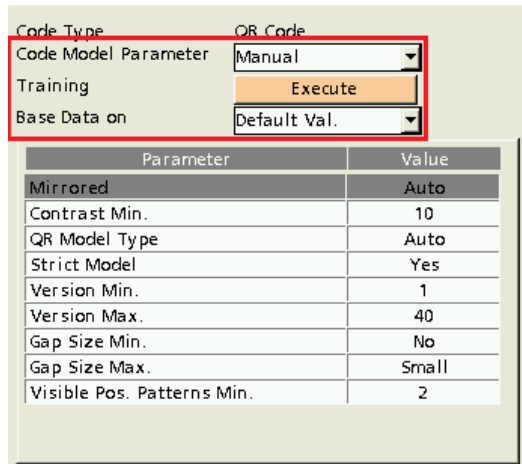 Code Type QR Code
Code Model Parameter Manual
Training Execute
Base Data on Default Val.
Parameter Value
Mirrored Auto
Contrast Min. 10
QR Model Type Auto
Strict Model Yes
Version Min. 1
Version Max. 40
Gap Size Min. No
Gap Size Max. Small
Visible Pos. Patterns Min. 2